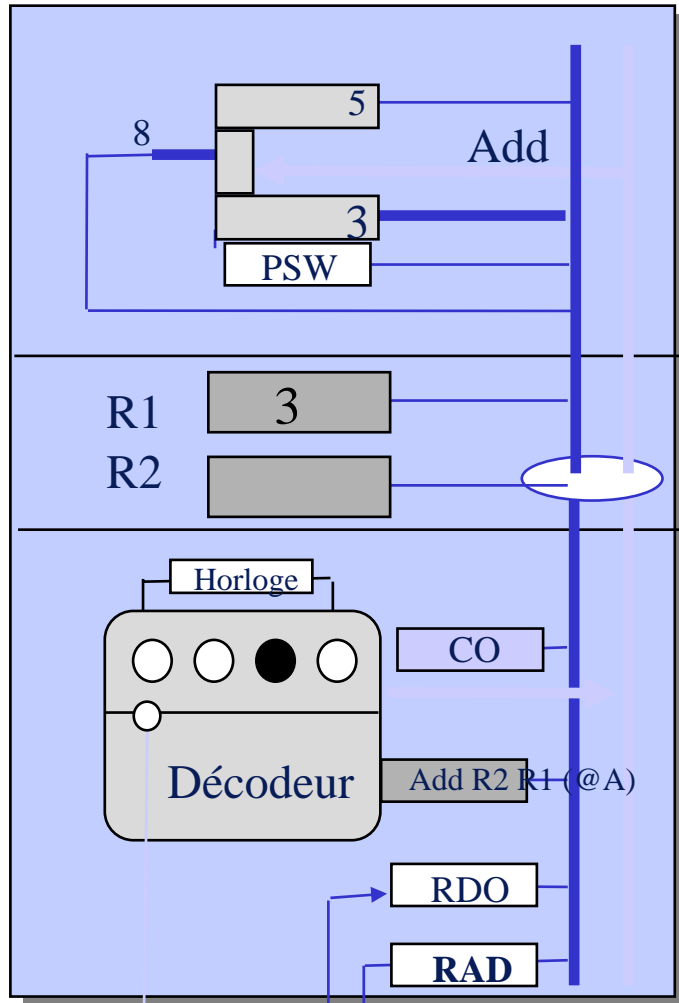 5
8
Add
3
PSW
R1
3
R2
Horloge
CO
Décodeur
Add R2 R1 (@A)
RDO
RAD